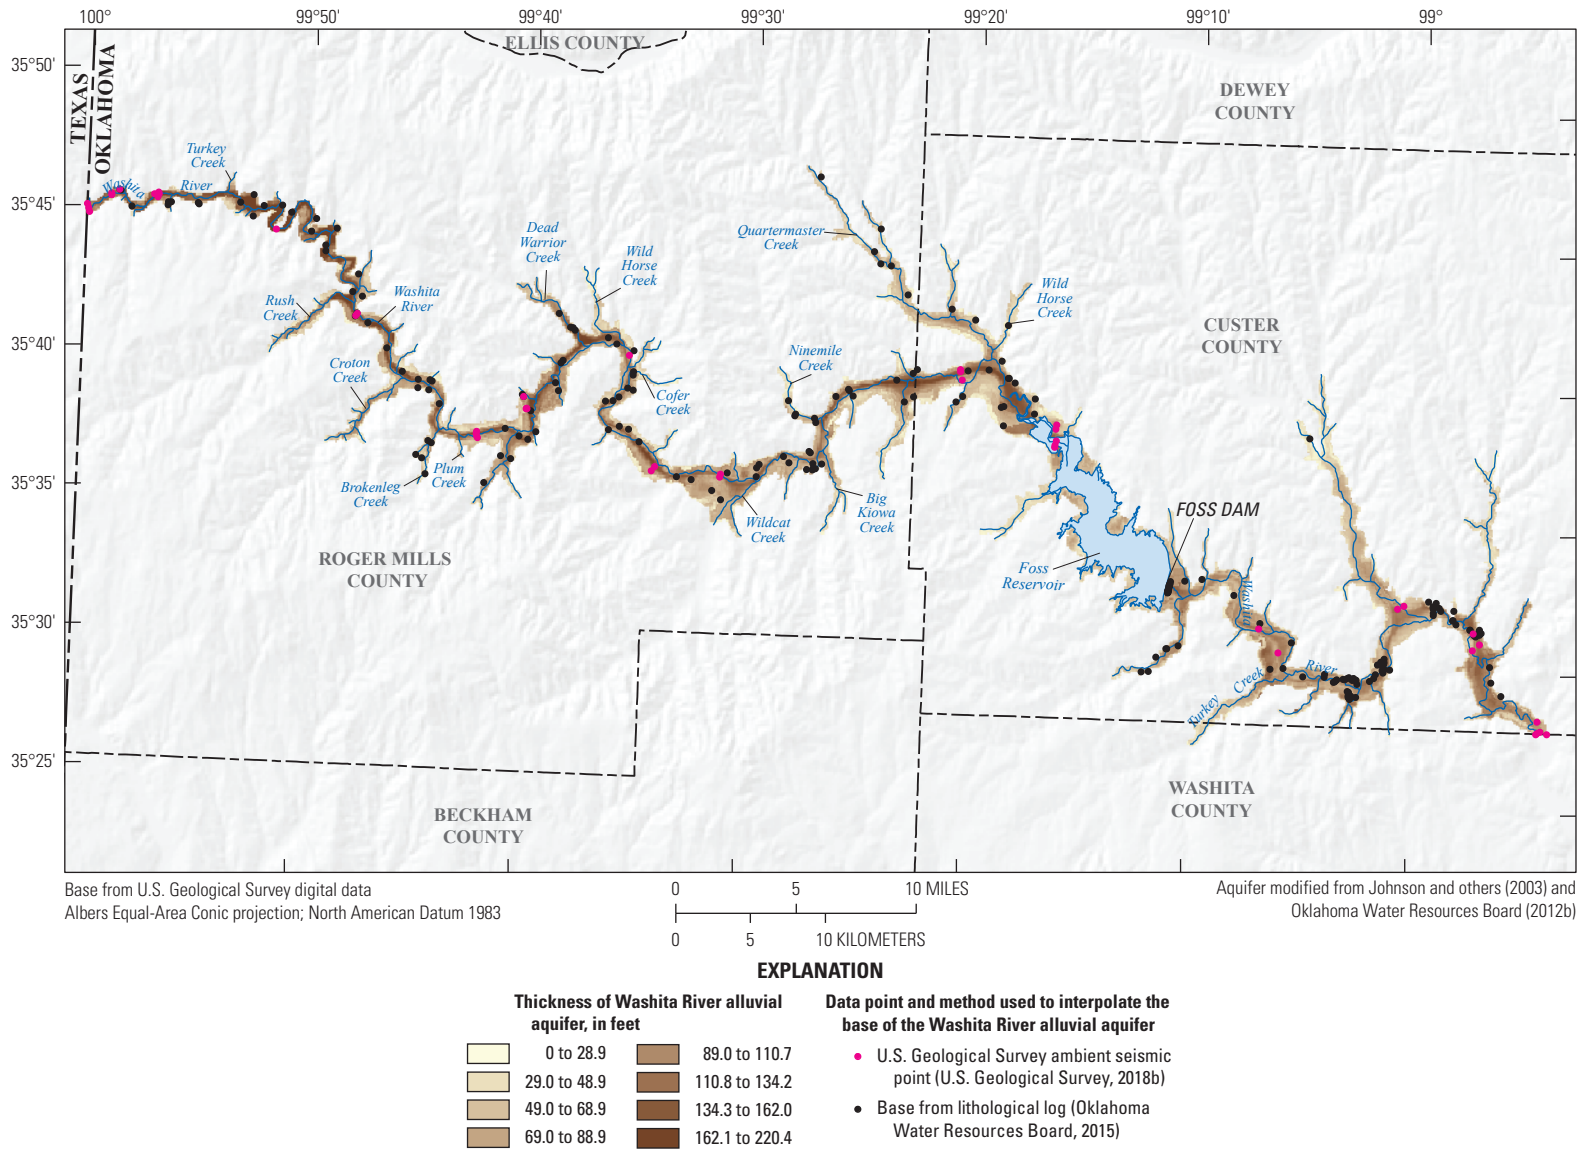 100°
99°50'
99°40'
99°30'
99°20'
99°10'
99°
35°50'
35°45'
35°40'
35°35'
35°30'
35°25'
TEXAS
OKLAHOMA
ELLIS COUNTY
DEWEY
COUNTY
CUSTER
COUNTY
ROGER MILLS
COUNTY
BECKHAM
COUNTY
WASHITA
COUNTY
Turkey
Creek
Washita
River
Rush
Creek
Washita
River
Croton
Creek
Brokenleg
Creek
Plum
Creek
Dead
Warrior
Creek
Wild
Horse
Creek
Cofer
Creek
Wildcat
Creek
Ninemile
Creek
Big
Kiowa
Creek
Quartermaster
Creek
Wild
Horse
Creek
Foss
Reservoir
FOSS DAM
Washita
River
Turkey
Creek
Base from U.S. Geological Survey digital data
Albers Equal-Area Conic projection; North American Datum 1983
0 5 10 MILES
0 5 10 KILOMETERS
Aquifer modified from Johnson and others (2003) and
Oklahoma Water Resources Board (2012b)
EXPLANATION
Thickness of Washita River alluvial
aquifer, in feet
0 to 28.9
29.0 to 48.9
49.0 to 68.9
69.0 to 88.9
89.0 to 110.7
110.8 to 134.2
134.3 to 162.0
162.1 to 220.4
Data point and method used to interpolate the
base of the Washita River alluvial aquifer
U.S. Geological Survey ambient seismic
point (U.S. Geological Survey, 2018b)
Base from lithological log (Oklahoma
Water Resources Board, 2015)